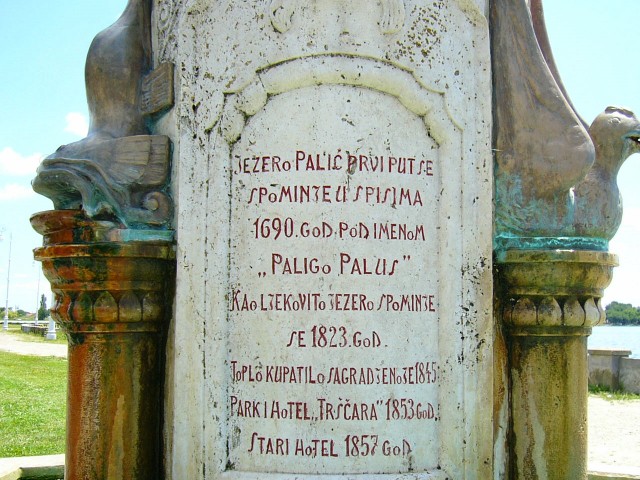 JEZERO PALIĆ PRVI PUT SE
SPOMINJE U SPISIMA
1690. GOD. POD IMENOM
„PALIGO PALUS"
KAO LJEKOVITO JEZERO SPOMINJE
SE 1823. GOD.
TOPLO KUPATILO SAGRAĐENO JE 1845
PARK I HOTEL „TRŠČARA" 1853 GOD.
STARI HOTEL 1857 GOD